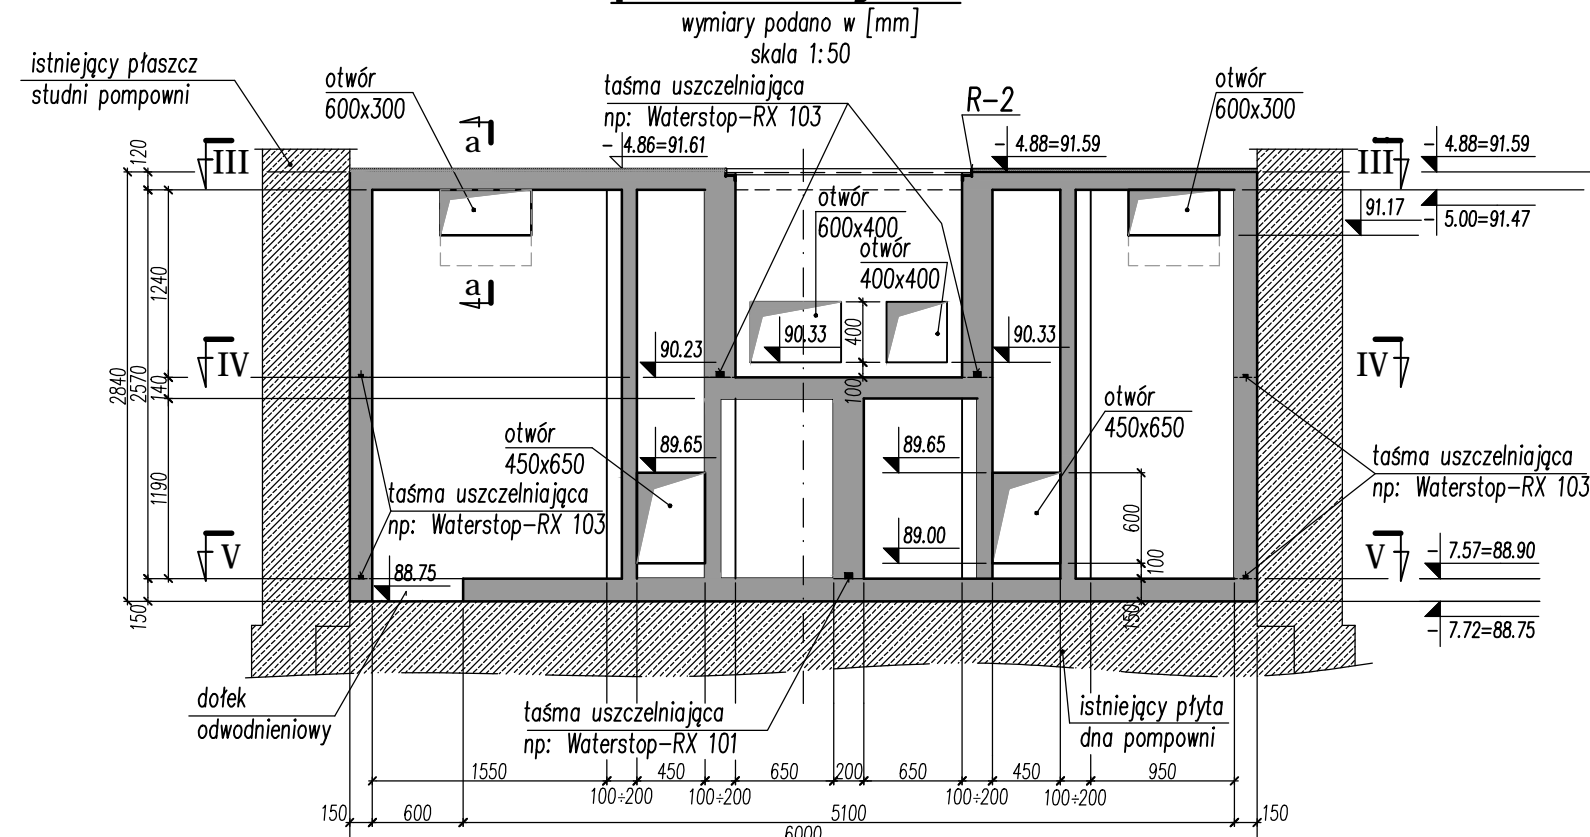 wymiary podano w [mm]
skala 1:50
istniejący płaszcz
studni pompowni
otwór
600x300
a
taśma uszczelniająca
np: Waterstop-RX 103
R-2
otwór
600x300
- 4.86=91.61
- 4.88=91.59
- 4.88=91.59
III
III
120
91.17
- 5.00=91.47
otwór
600x400
otwór
400x400
a
1240
90.33
400
90.33
90.23
IV
IV
2840
2570
140
100
otwór
450x650
otwór
450x650
89.65
89.65
taśma uszczelniająca
np: Waterstop-RX 103
taśma uszczelniająca
np: Waterstop-RX 103
1190
600
89.00
100
V
V
- 7.57=88.90
88.75
150
150
- 7.72=88.75
dołek
odwodnieniowy
taśma uszczelniająca
np: Waterstop-RX 101
istniejący płyta
dna pompowni
1550
450
650
200
650
450
950
100÷200
100÷200
100÷200
100÷200
150
600
5100
150
6000